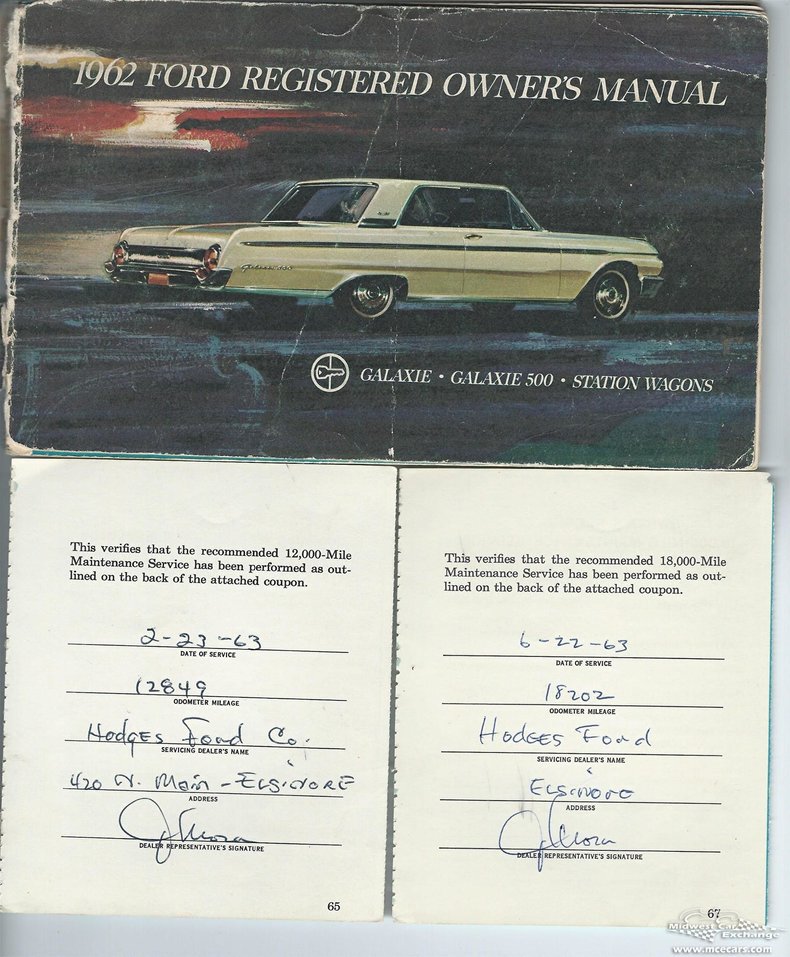 1962 FORD REGISTERED OWNER'S MANUAL
Galaxie 500
GALAXIE • GALAXIE 500 • STATION WAGONS
This verifies that the recommended 12,000-Mile
Maintenance Service has been performed as out-
lined on the back of the attached coupon.
2-23-63
DATE OF SERVICE
12849
ODOMETER MILEAGE
Hodges Ford Co.
SERVICING DEALER'S NAME
420 N. Main - Elsinore
ADDRESS
DEALER REPRESENTATIVE'S SIGNATURE
65
This verifies that the recommended 18,000-Mile
Maintenance Service has been performed as out-
lined on the back of the attached coupon.
6-22-63
DATE OF SERVICE
18202
ODOMETER MILEAGE
Hodges Ford
SERVICING DEALER'S NAME
Elsinore
ADDRESS
DEALER REPRESENTATIVE'S SIGNATURE
67
Midwest Car
Exchange
www.mcecars.com